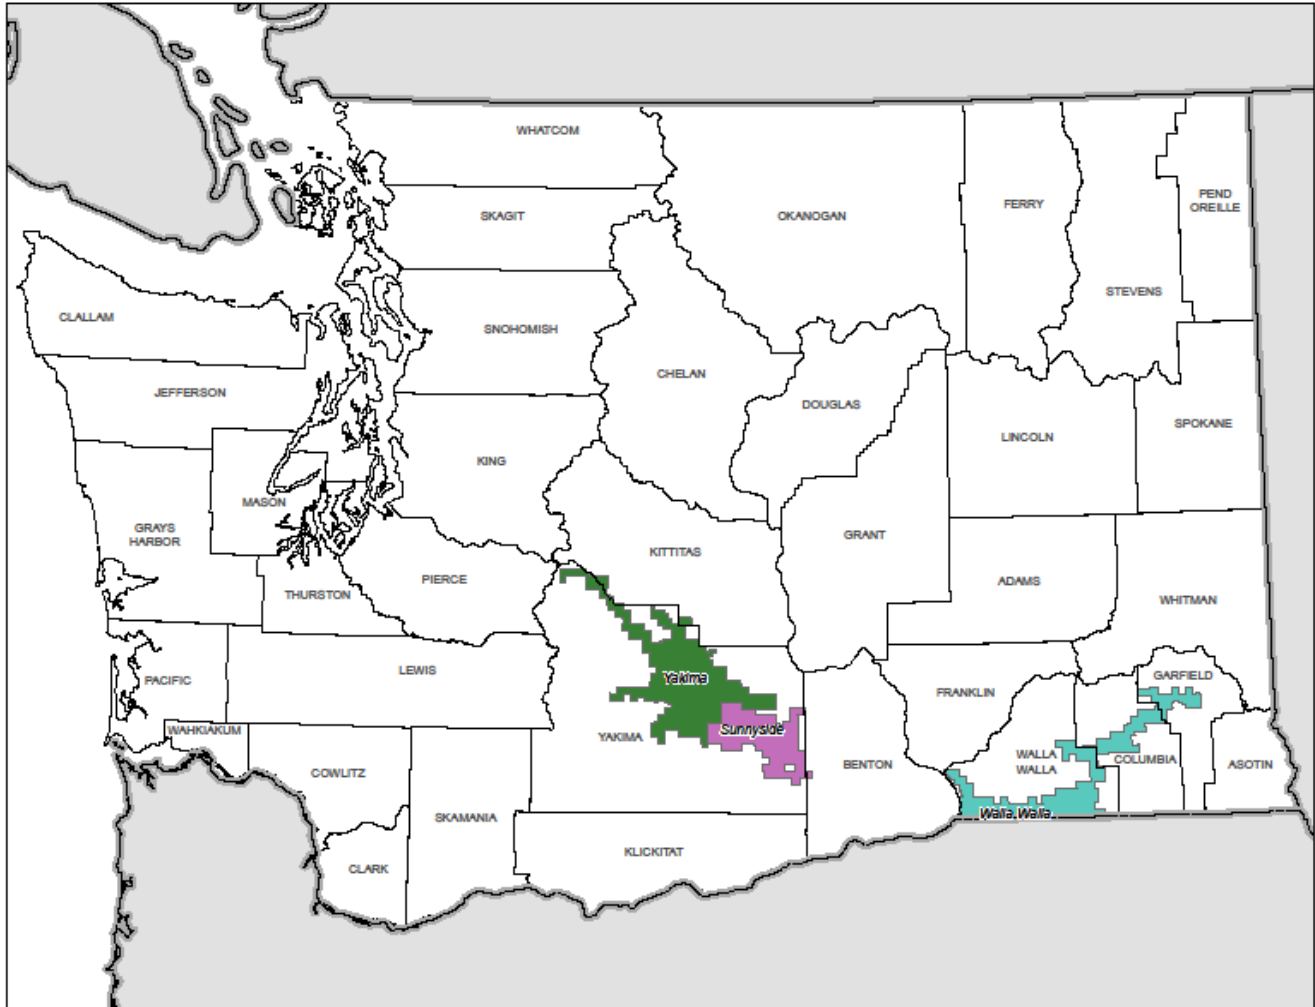 WHATCOM
SKAGIT
OKANOGAN
FERRY
PEND
OREILLE
STEVENS
CLALLAM
SNOHOMISH
CHELAN
JEFFERSON
DOUGLAS
SPOKANE
LINCOLN
KING
MASON
GRAYS
HARBOR
GRANT
KITTITAS
PIERCE
ADAMS
THURSTON
WHITMAN
LEWIS
GARFIELD
PACIFIC
Yakima
FRANKLIN
WAHKIAKUM
Sunnyside
YAKIMA
WALLA
WALLA
COLUMBIA
BENTON
ASOTIN
COWLITZ
SKAMANIA
Walla Walla
KLICKITAT
CLARK